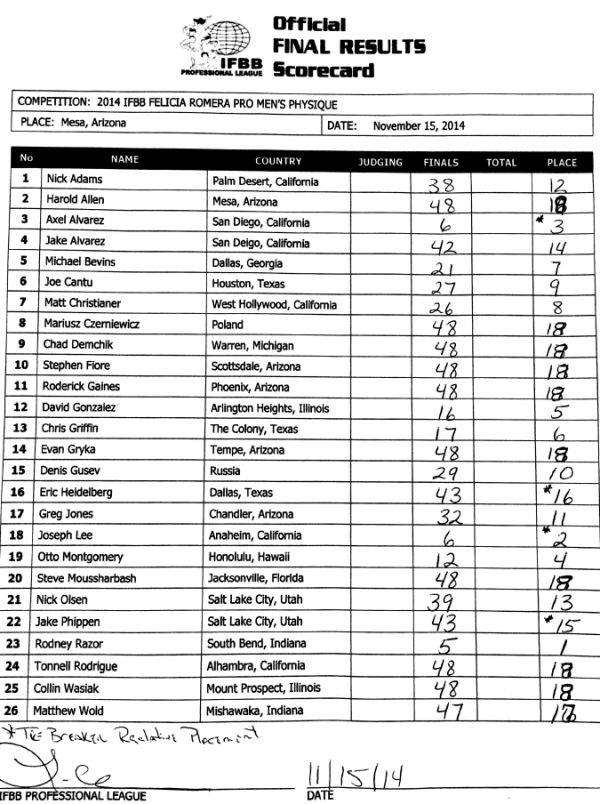 Official
FINAL RESULTS
IFBB
PROFESSIONAL LEAGUE
Scorecard
COMPETITION: 2014 IFBB FELICIA ROMERA PRO MEN'S PHYSIQUE
PLACE: Mesa, Arizona DATE: November 15, 2014
No NAME COUNTRY JUDGING FINALS TOTAL PLACE
1 Nick Adams Palm Desert, California 38 12
2 Harold Allen Mesa, Arizona 48 18
3 Axel Alvarez San Diego, California 6 * 3
4 Jake Alvarez San Deigo, California 42 14
5 Michael Bevins Dallas, Georgia 21 7
6 Joe Cantu Houston, Texas 27 9
7 Matt Christianer West Hollywood, California 26 8
8 Mariusz Czerniewicz Poland 48 18
9 Chad Demchik Warren, Michigan 48 18
10 Stephen Fiore Scottsdale, Arizona 48 18
11 Roderick Gaines Phoenix, Arizona 48 18
12 David Gonzalez Arlington Heights, Illinois 16 5
13 Chris Griffin The Colony, Texas 17 6
14 Evan Gryka Tempe, Arizona 48 18
15 Denis Gusev Russia 29 10
16 Eric Heidelberg Dallas, Texas 43 *16
17 Greg Jones Chandler, Arizona 32 11
18 Joseph Lee Anaheim, California 6 * 2
19 Otto Montgomery Honolulu, Hawaii 12 4
20 Steve Moussharbash Jacksonville, Florida 48 18
21 Nick Olsen Salt Lake City, Utah 39 13
22 Jake Phippen Salt Lake City, Utah 43 *15
23 Rodney Razor South Bend, Indiana 5 1
24 Tonnell Rodrigue Alhambra, California 48 18
25 Collin Wasiak Mount Prospect, Illinois 48 18
26 Matthew Wold Mishawaka, Indiana 47
* Tie Breaker Relative Placement
11/15/14
IFBB PROFESSIONAL LEAGUE DATE